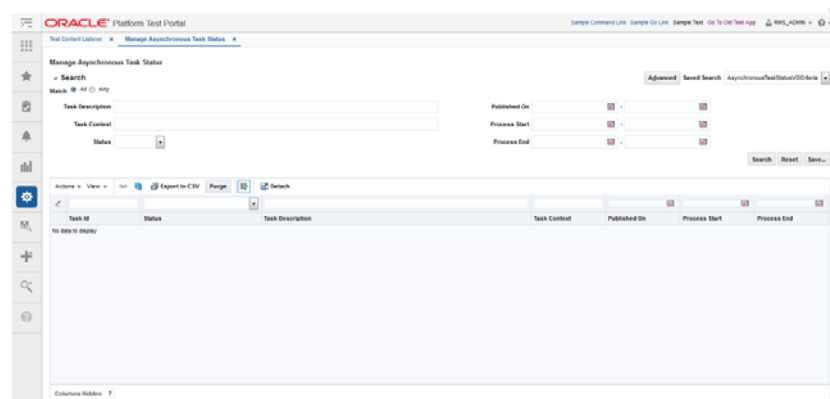 ORACLE® Platform Test Portal
Sample Command Link Sample Go Link Sample Text Go To Old Test App RMS_ADMIN
Test Content Listener × Manage Asynchronous Task Status ×
Manage Asynchronous Task Status
Search
Advanced Saved Search AsynchronousTaskStatusVOCriteria
Match All Any
Task Description
Published On -
Task Context
Process Start -
Status
Process End -
Search Reset Save...
Actions View Export to CSV Purge Detach
Task Id Status Task Description Task Context Published On Process Start Process End
No data to display
Columns Hidden 7